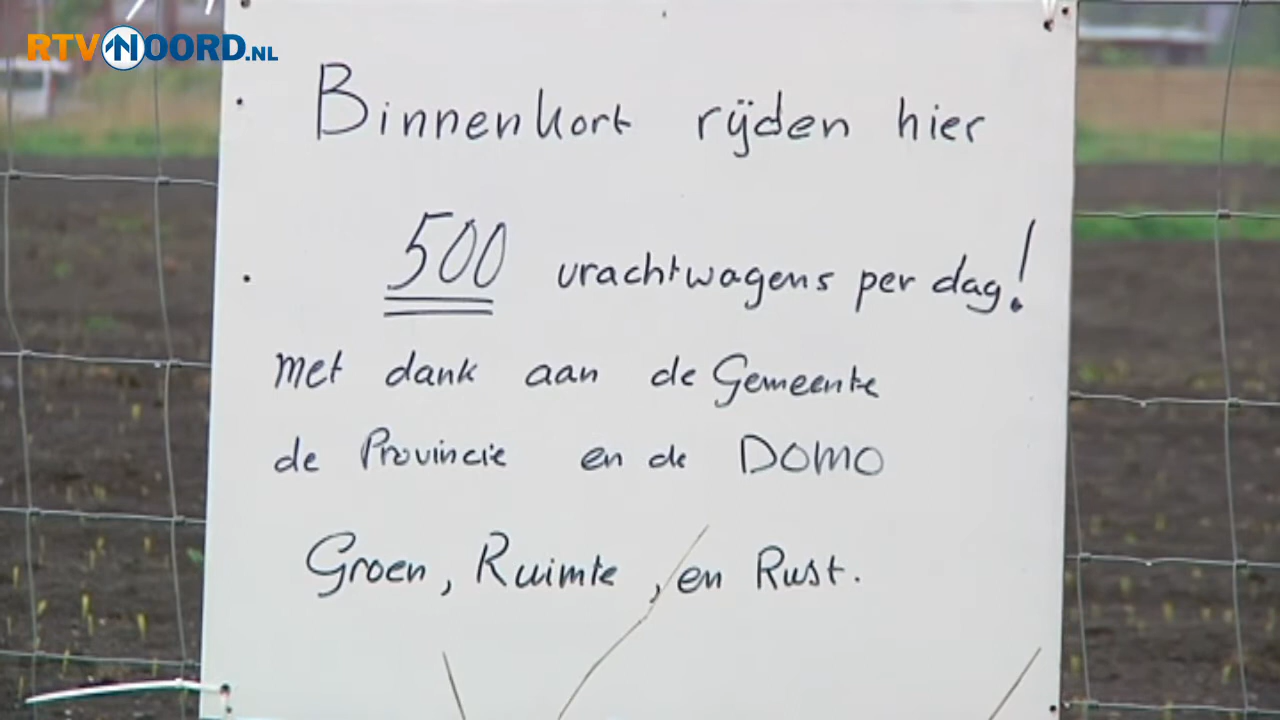 RTVNOORD.NL
Binnenkort rijden hier
500 vrachtwagens per dag!
Met dank aan de Gemeente
de Provincie en de DOMO
Groen, Ruimte, en Rust.